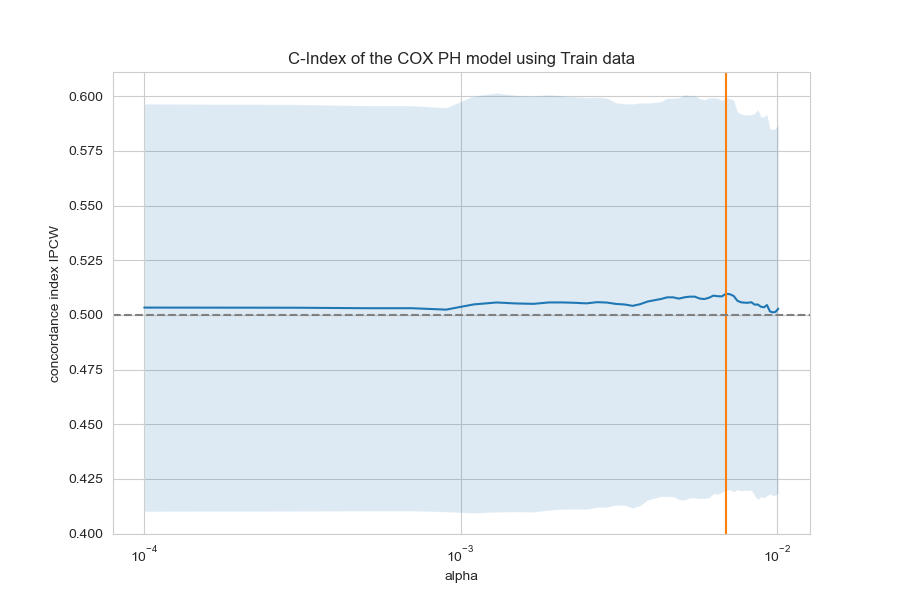 C-Index of the COX PH model using Train data
concordance index IPCW
0.600
0.575
0.550
0.525
0.500
0.475
0.450
0.425
0.400
10⁻⁴ 10⁻³ 10⁻²
alpha